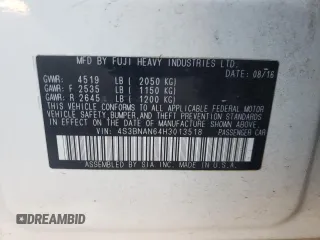 MFD BY FUJI HEAVY INDUSTRIES LTD.
DATE: 08/16
GVWR: 4519 LB (2050 KG)
GAWR: F 2535 LB (1150 KG)
GAWR: R 2645 LB (1200 KG)
THIS VEHICLE CONFORMS TO ALL APPLICABLE FEDERAL MOTOR
VEHICLE SAFETY, BUMPER, AND THEFT PREVENTION STANDARDS
IN EFFECT ON THE DATE OF MANUFACTURE SHOWN ABOVE.
VIN: 4S3BNAN64H3013518 PASSENGER CAR
ASSEMBLED BY SIA INC. MADE IN U.S.A.
DREAMBID